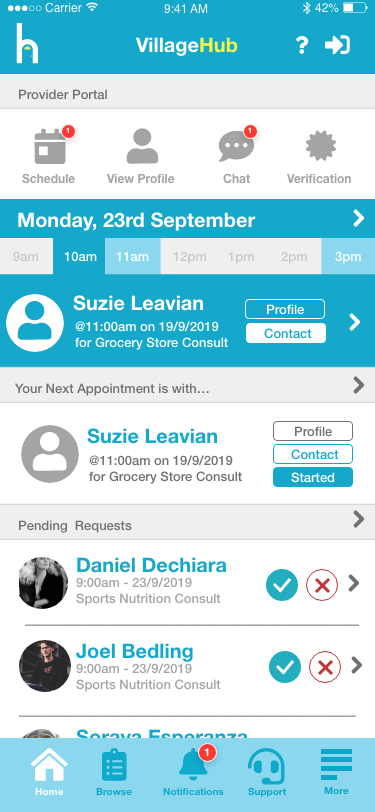 Carrier 9:41 AM 42%
h VillageHub ?
Provider Portal
1 1
Schedule View Profile Chat Verification
Monday, 23rd September
9am 10am 11am 12pm 1pm 2pm 3pm
Suzie Leavian
@11:00am on 19/9/2019
for Grocery Store Consult
Profile
Contact
Your Next Appointment is with...
Suzie Leavian
@11:00am on 19/9/2019
for Grocery Store Consult
Profile
Contact
Started
Pending Requests
Daniel Dechiara
9:00am - 23/9/2019
Sports Nutrition Consult
Joel Bedling
9:00am - 23/9/2019
Sports Nutrition Consult
Soraya Esperanza
1
Home Browse Notifications Support More